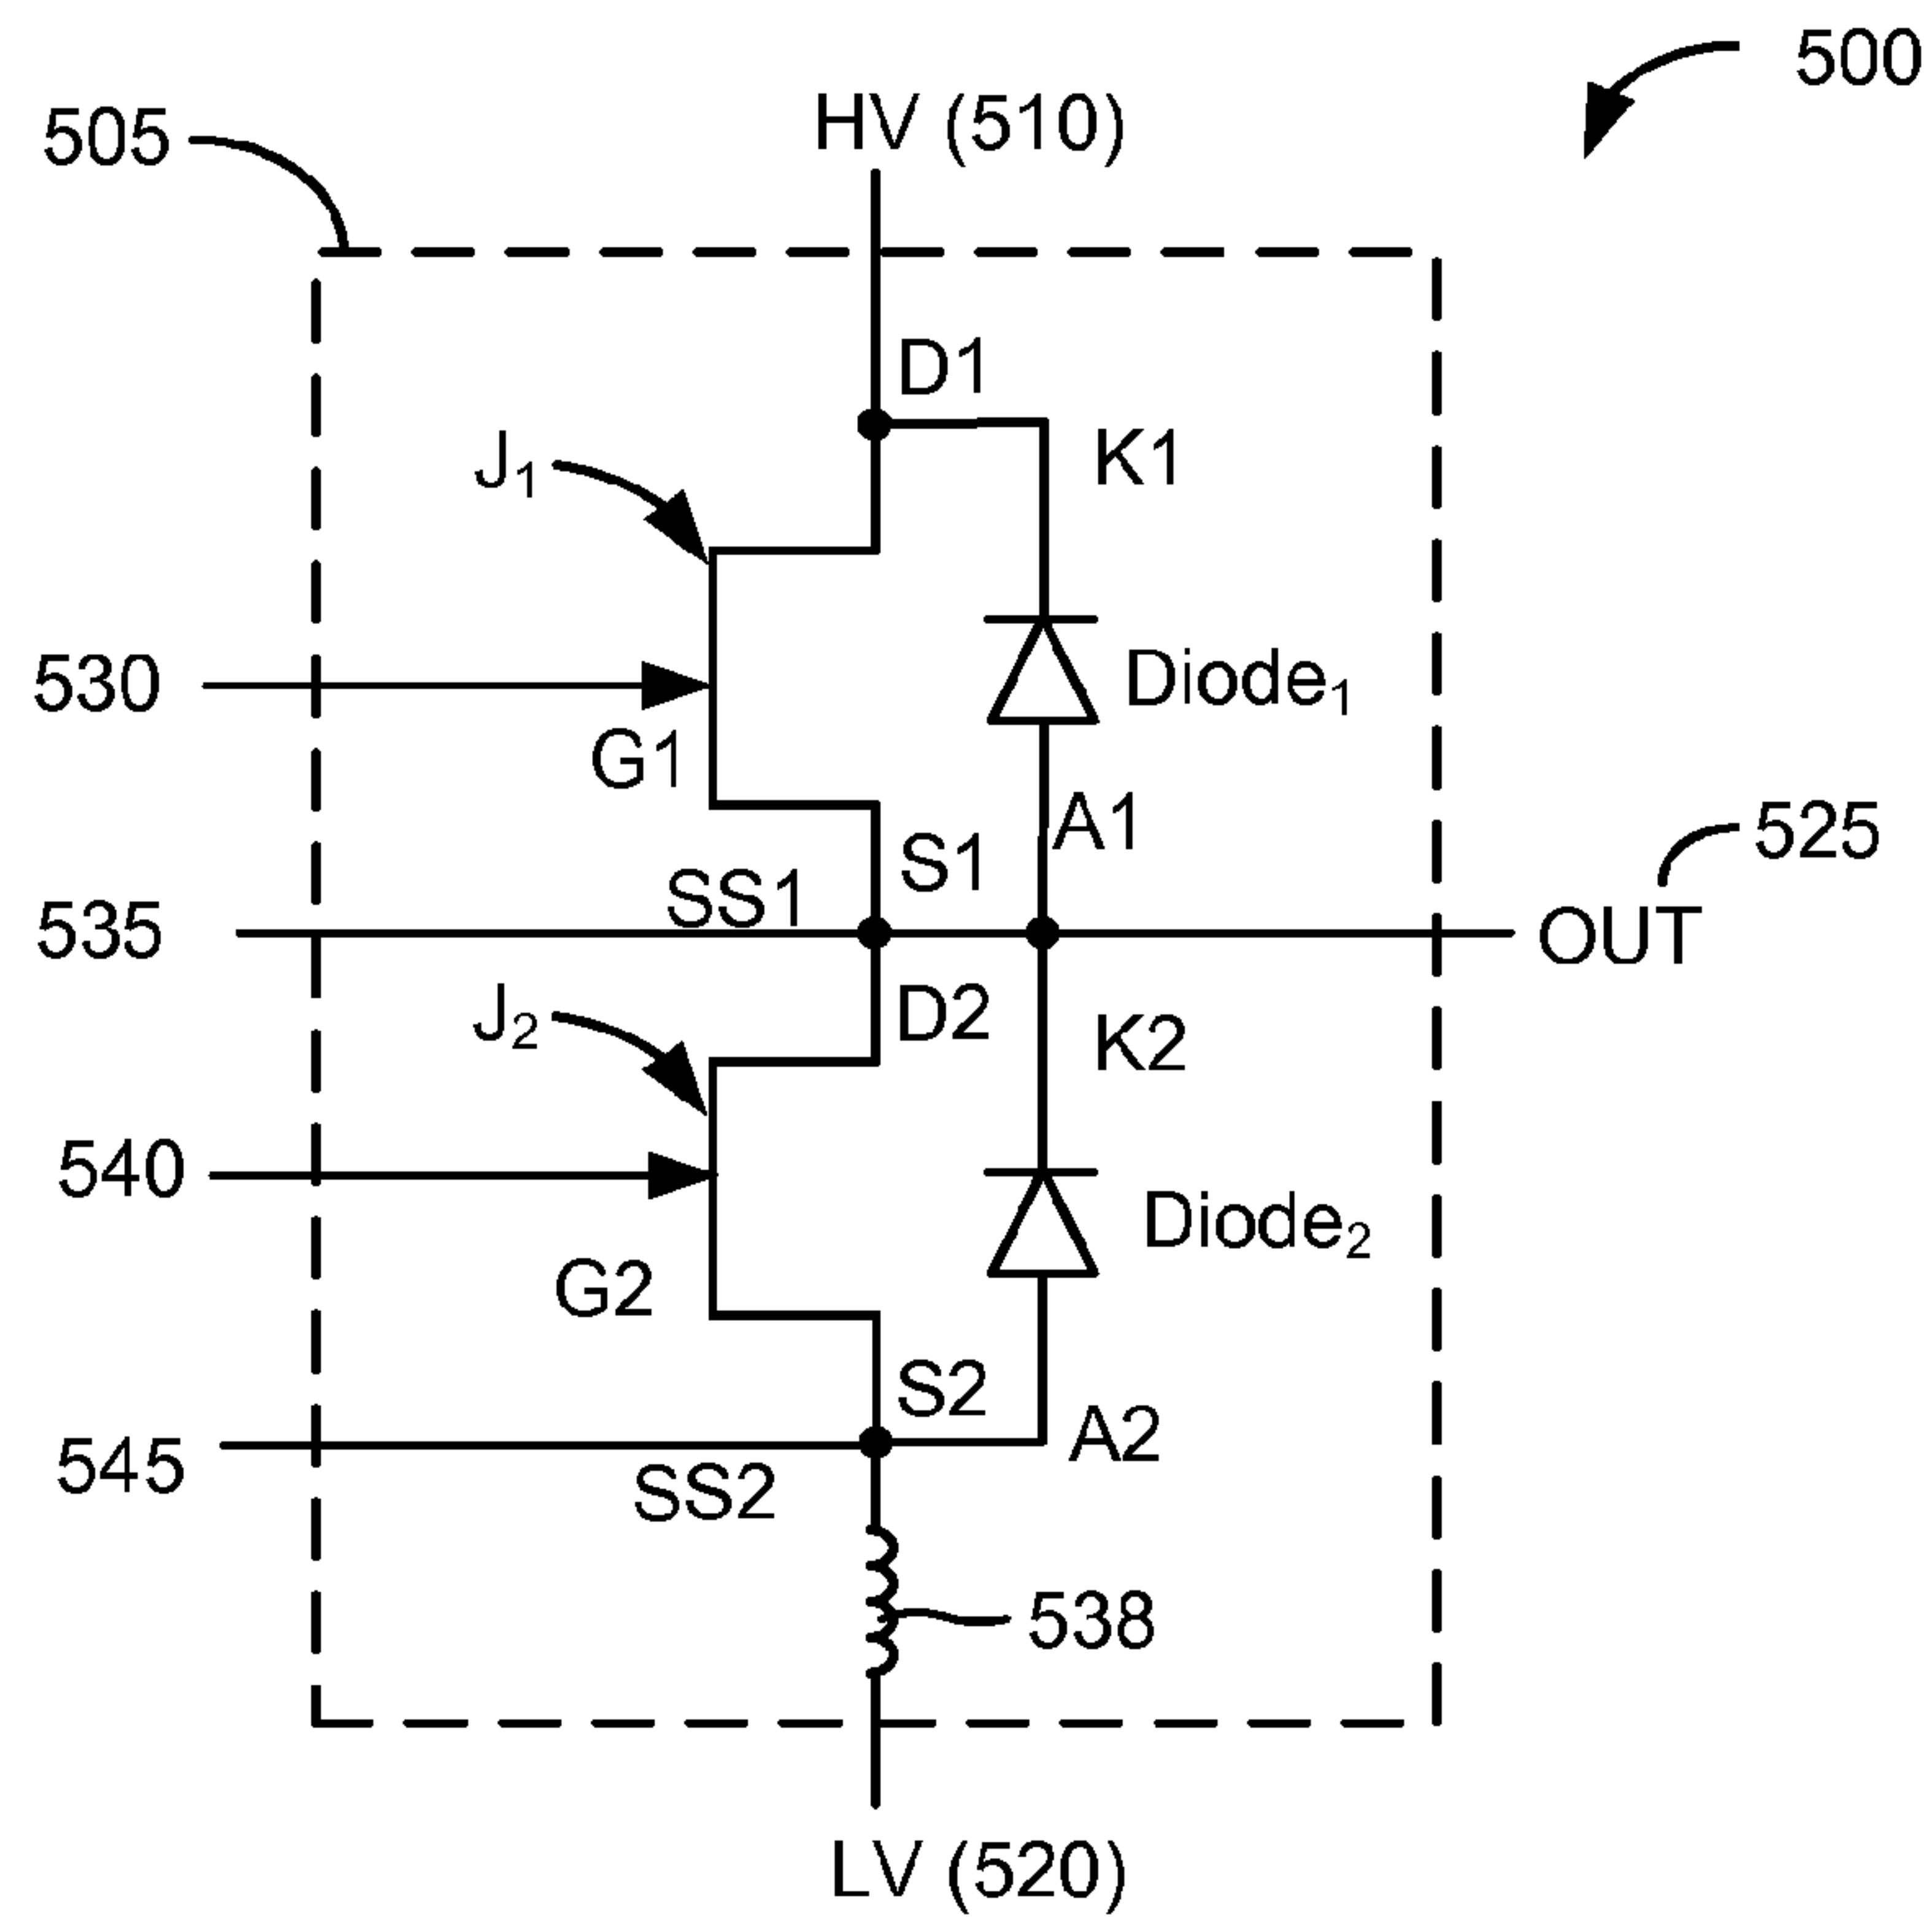 500
505
HV (510)
D1
K1
J₁
530
Diode₁
G1
A1
525
S1
SS1
535
OUT
D2
K2
J₂
540
Diode₂
G2
S2
A2
545
SS2
538
LV (520)